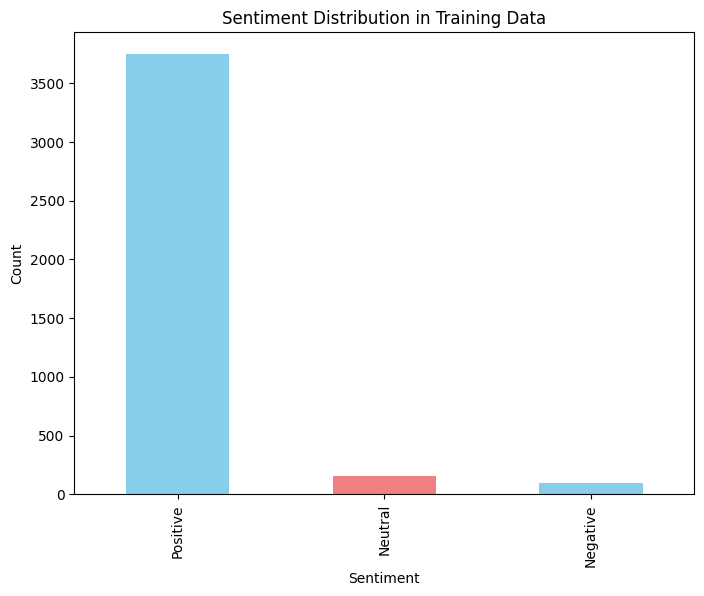 Sentiment Distribution in Training Data
Count
3500
3000
2500
2000
1500
1000
500
0
Positive
Neutral
Negative
Sentiment